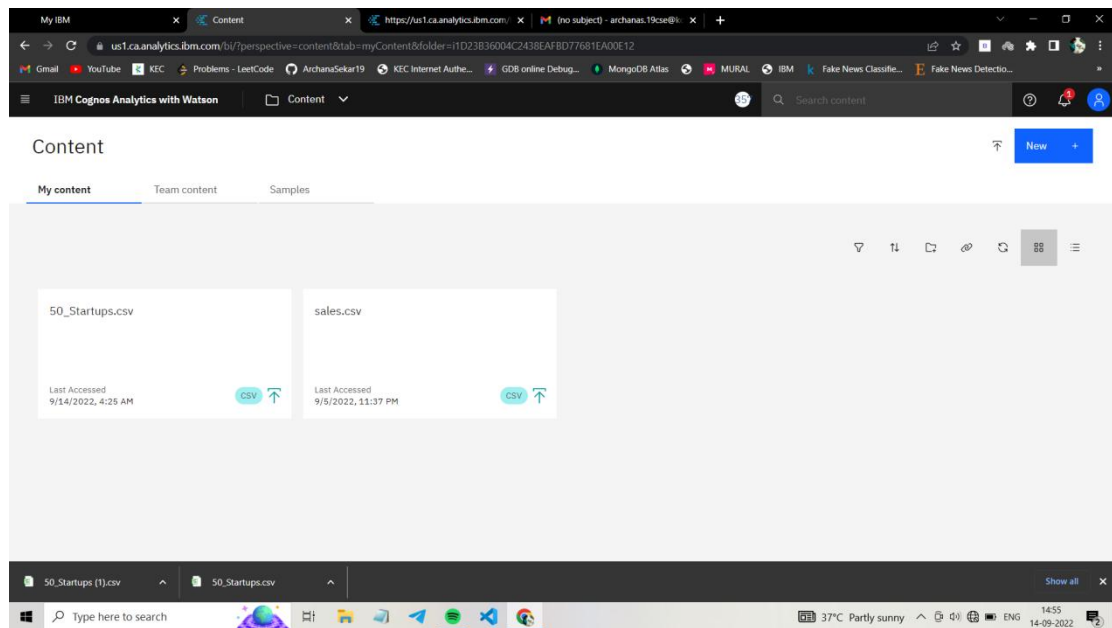 My IBM
Content
https://us1.ca.analytics.ibm.com/
(no subject) - archanas.19cse@k
us1.ca.analytics.ibm.com/bi/?perspective=content&tab=myContent&folder=i1D23B36004C2438EAFBD77681EA00E12
Gmail YouTube KEC Problems - LeetCode ArchanaSekar19 KEC Internet Authe... GDB online Debug... MongoDB Atlas MURAL IBM Fake News Classifie... Fake News Detectio...
IBM Cognos Analytics with Watson
Content
35
Search content
1
Content
New +
My content Team content Samples
50_Startups.csv
Last Accessed
9/14/2022, 4:25 AM
CSV
sales.csv
Last Accessed
9/5/2022, 11:37 PM
CSV
50_Startups (1).csv 50_Startups.csv Show all
Type here to search
37°C Partly sunny ENG
14:55
14-09-2022
2